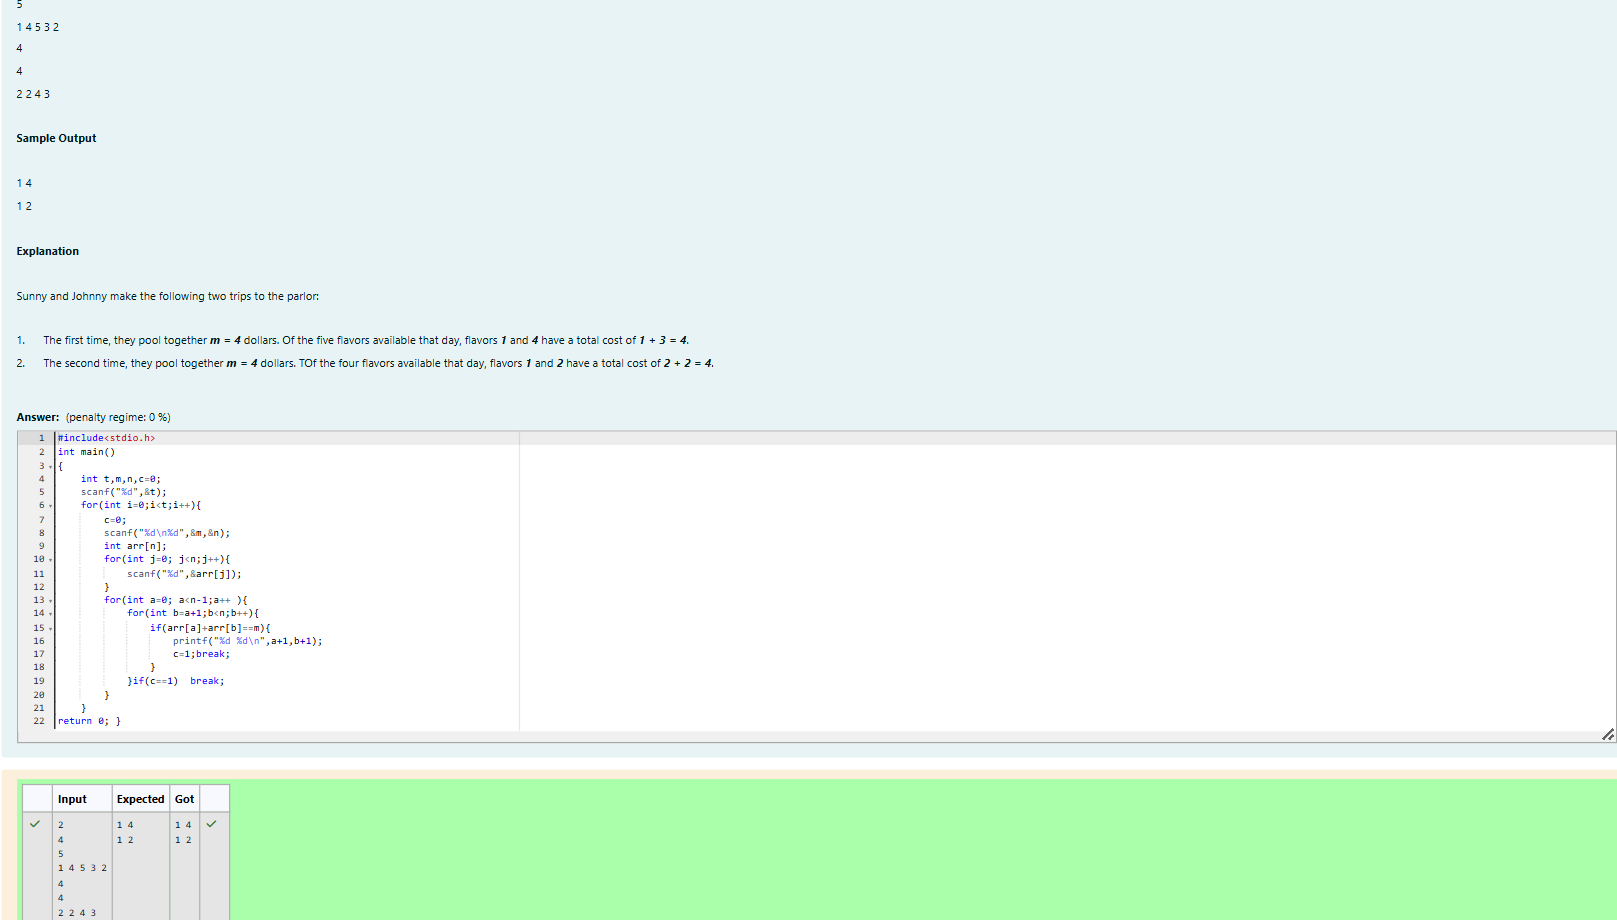 5
1 4 5 3 2
4
4
2 2 4 3
Sample Output
1 4
1 2
Explanation
Sunny and Johnny make the following two trips to the parlor:
1. The first time, they pool together m = 4 dollars. Of the five flavors available that day, flavors 1 and 4 have a total cost of 1 + 3 = 4.
2. The second time, they pool together m = 4 dollars. TOf the four flavors available that day, flavors 1 and 2 have a total cost of 2 + 2 = 4.
Answer: (penalty regime: 0 %)
1 #include<stdio.h>
2 int main()
3 {
4     int t,m,n,c=0;
5     scanf("%d",&t);
6     for(int i=0;i<t;i++){
7         c=0;
8         scanf("%d\n%d",&m,&n);
9         int arr[n];
10         for(int j=0; j<n;j++){
11             scanf("%d",&arr[j]);
12         }
13         for(int a=0; a<n-1;a++ ){
14             for(int b=a+1;b<n;b++){
15                 if(arr[a]+arr[b]==m){
16                     printf("%d %d\n",a+1,b+1);
17                     c=1;break;
18                 }
19             }if(c==1)  break;
20         }
21     }
22 return 0; }
Input Expected Got
2 1 4 1 4
4 1 2 1 2
5
1 4 5 3 2
4
4
2 2 4 3